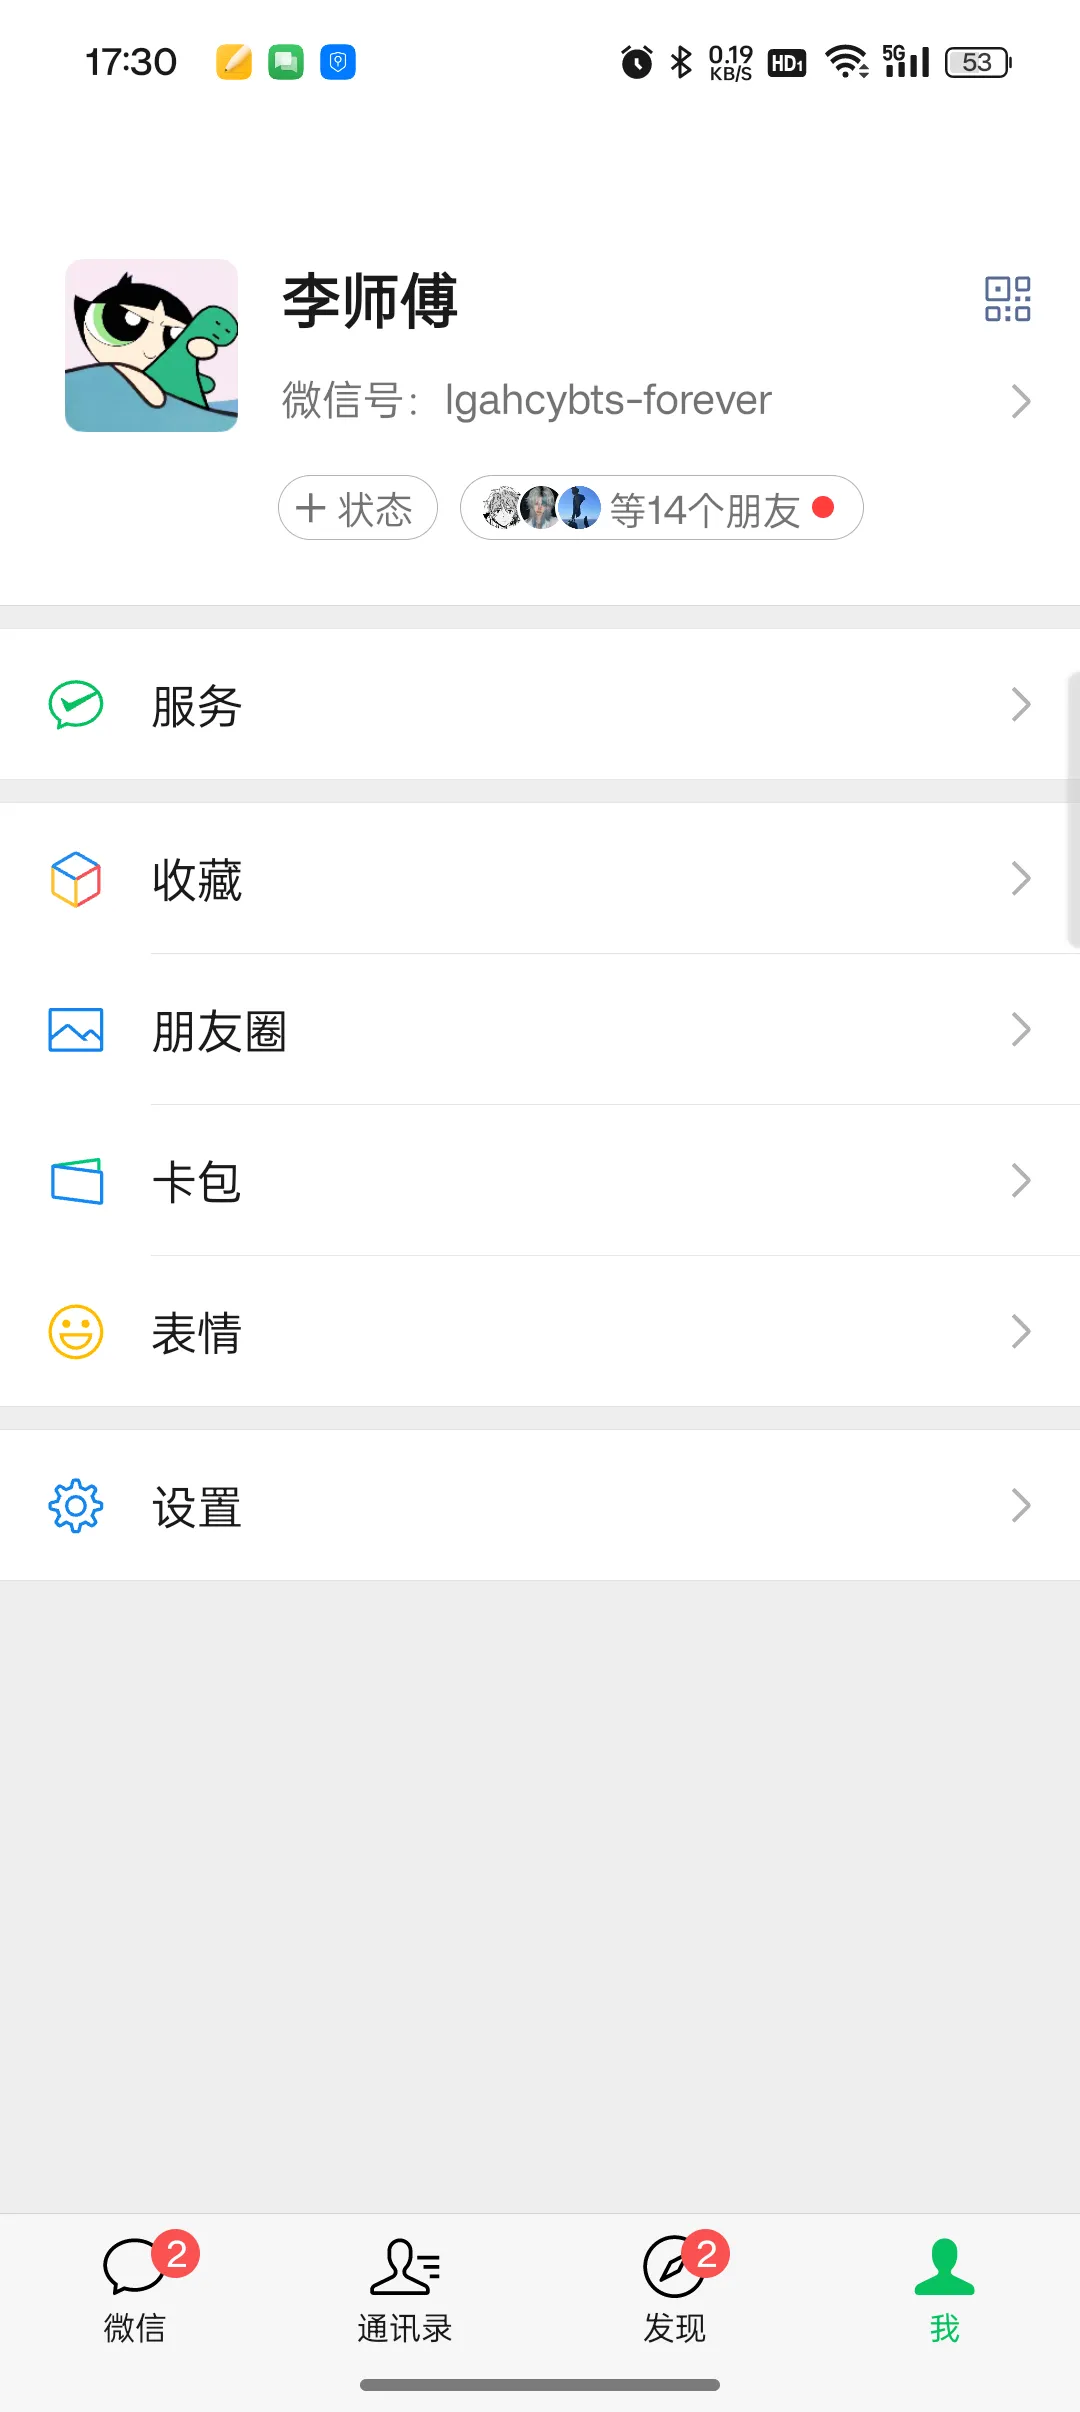 17:30 0.19 KB/S HD1 5G 53
李师傅
微信号：lgahcybts-forever
+ 状态 等14个朋友
服务
收藏
朋友圈
卡包
表情
设置
2 2
微信 通讯录 发现 我